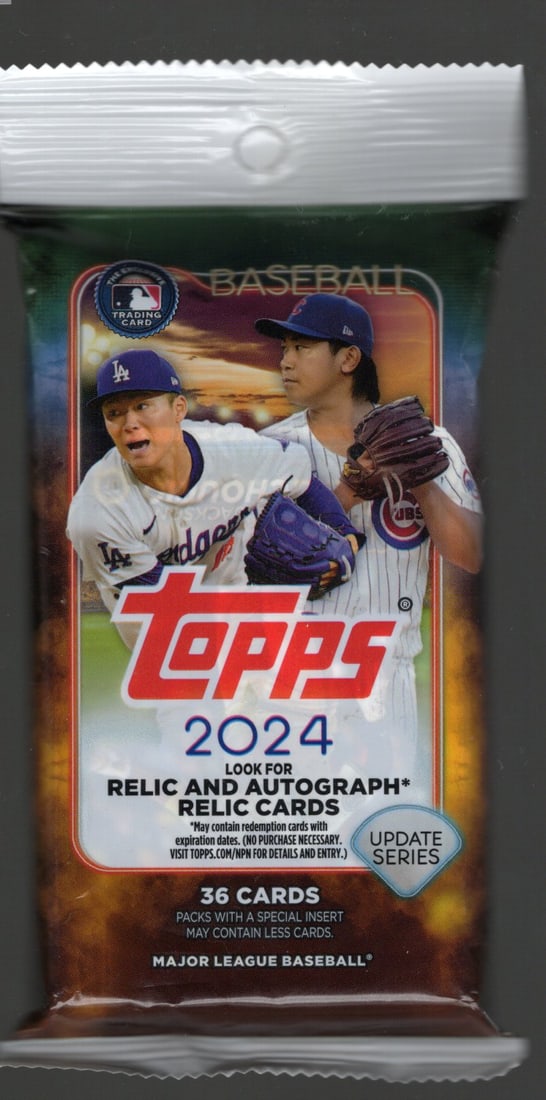 THE EXCLUSIVE
TRADING
CARD
BASEBALL
LA
C
LA
Dodgers
CUBS
TOPPS
®
2024
LOOK FOR
RELIC AND AUTOGRAPH*
RELIC CARDS
*May contain redemption cards with
expiration dates. (NO PURCHASE NECESSARY.
VISIT TOPPS.COM/NPN FOR DETAILS AND ENTRY.)
UPDATE
SERIES
36 CARDS
PACKS WITH A SPECIAL INSERT
MAY CONTAIN LESS CARDS.
MAJOR LEAGUE BASEBALL®